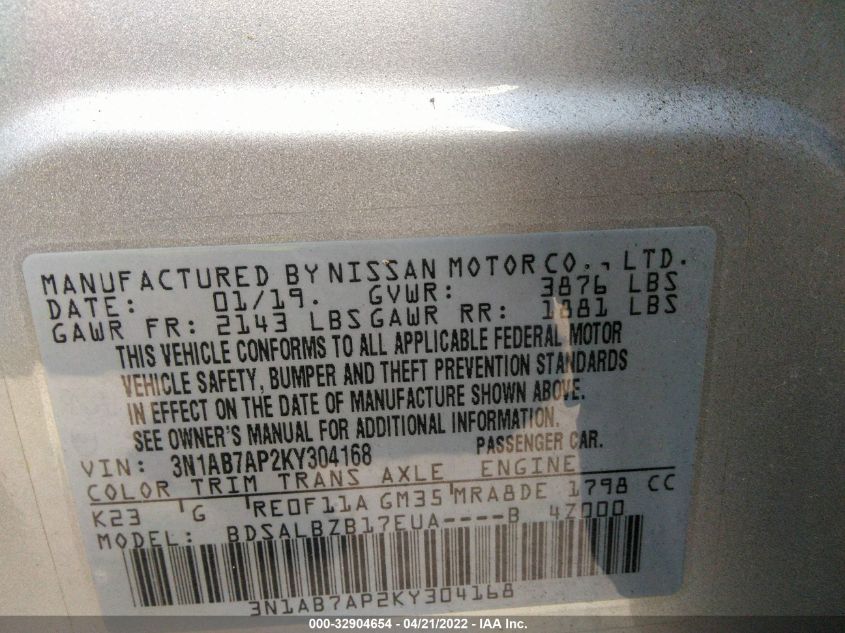 MANUFACTURED BY NISSAN MOTOR CO., LTD.
DATE: 01/19. GVWR: 3876 LBS
GAWR FR: 2143 LBS GAWR RR: 1881 LBS
THIS VEHICLE CONFORMS TO ALL APPLICABLE FEDERAL MOTOR
VEHICLE SAFETY, BUMPER AND THEFT PREVENTION STANDARDS
IN EFFECT ON THE DATE OF MANUFACTURE SHOWN ABOVE.
SEE OWNER'S MANUAL FOR ADDITIONAL INFORMATION.
VIN: 3N1AB7AP2KY304168 PASSENGER CAR.
COLOR TRIM TRANS AXLE ENGINE
K23 G RE0F11A GM35 MRA8DE 1798 CC
MODEL: BDSALBZB17EUA----B 4Z000
3N1AB7AP2KY304168
000-32904654 - 04/21/2022 - IAA Inc.